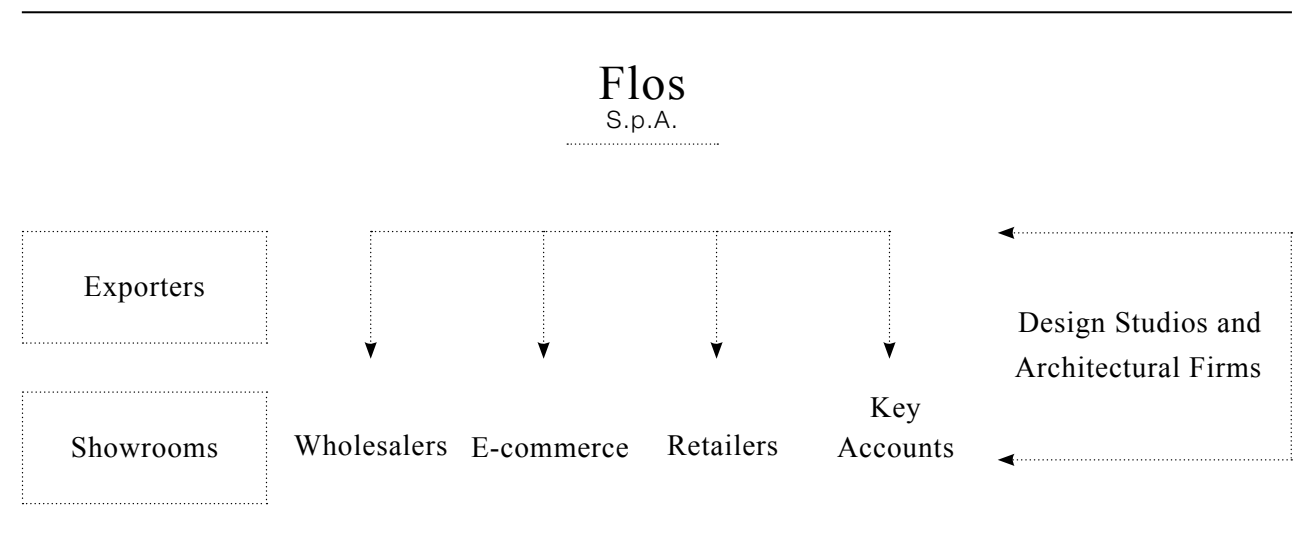 Flos
S.p.A.
Exporters
Design Studios and
Architectural Firms
Showrooms
Wholesalers
E-commerce
Retailers
Key
Accounts